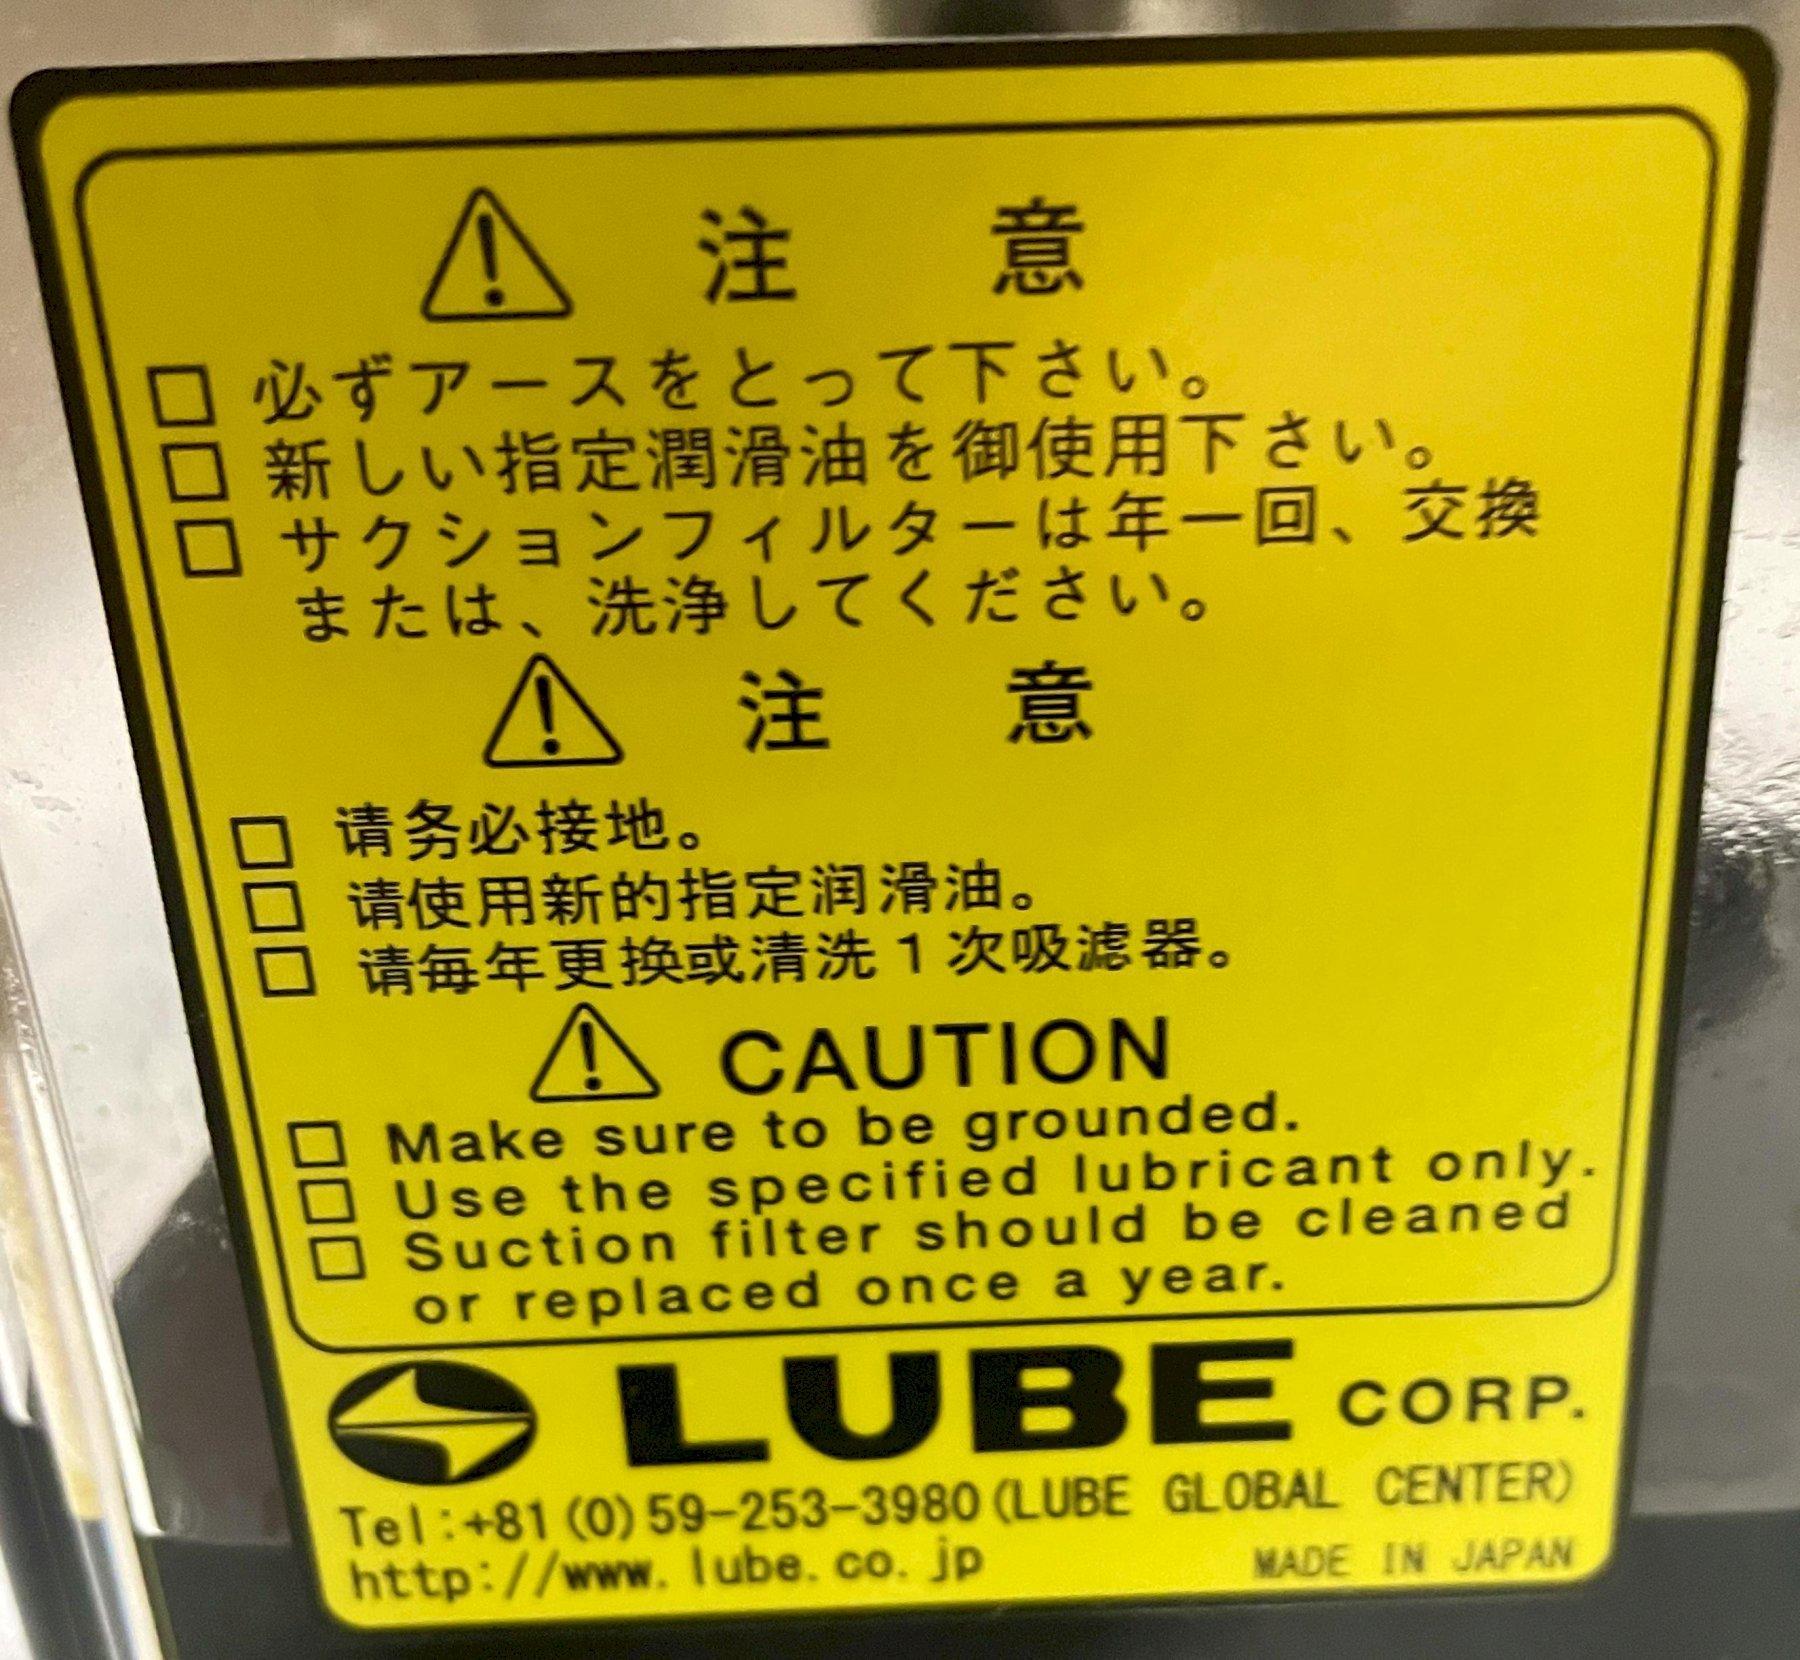 注 意
□ 必ずアースをとって下さい。
□ 新しい指定潤滑油を御使用下さい。
□ サクションフィルターは年一回、交換
または、洗浄してください。
注 意
□ 请务必接地。
□ 请使用新的指定润滑油。
□ 请每年更换或清洗1次吸滤器。
CAUTION
□ Make sure to be grounded.
□ Use the specified lubricant only.
□ Suction filter should be cleaned
or replaced once a year.
LUBE CORP.
Tel:+81(0)59-253-3980(LUBE GLOBAL CENTER)
http://www.lube.co.jp MADE IN JAPAN